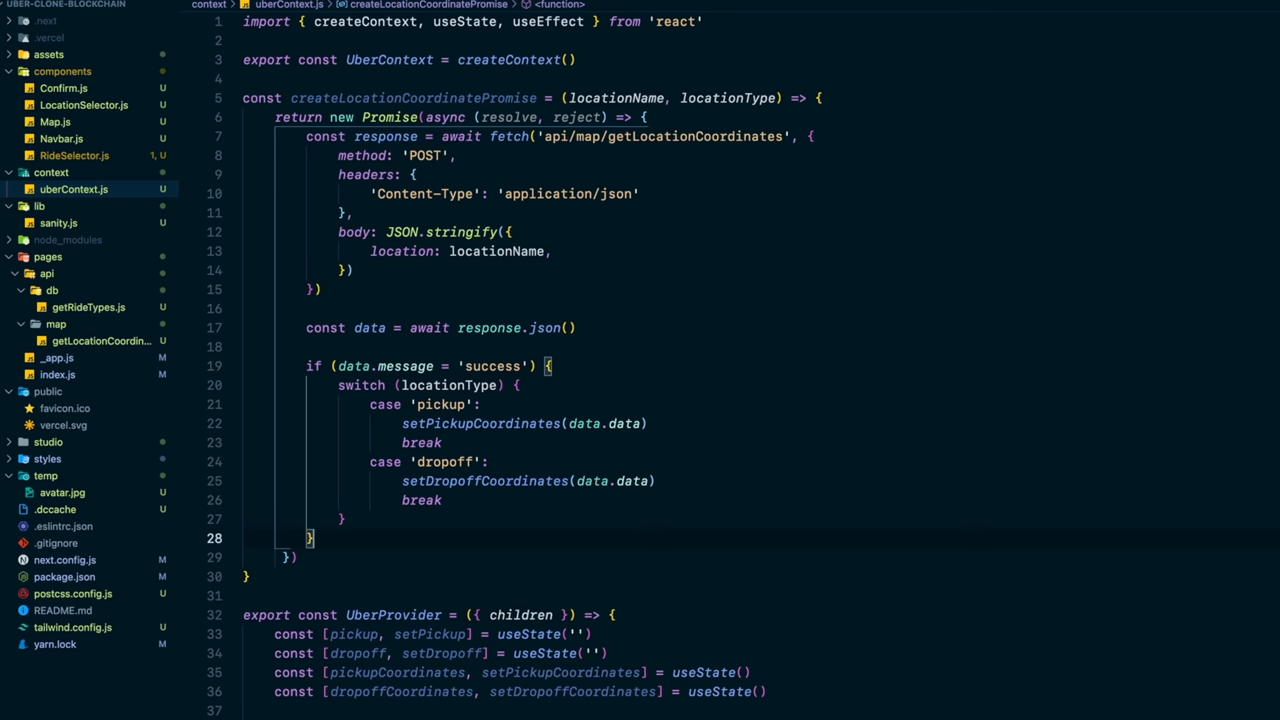 UBER-CLONE-BLOCKCHAIN
.next
.vercel
assets
components
Confirm.js U
LocationSelector.js U
Map.js U
Navbar.js U
RideSelector.js 1, U
context
uberContext.js U
lib
sanity.js U
node_modules
pages
api
db
getRideTypes.js U
map
getLocationCoordin... U
_app.js U
index.js U
public
favicon.ico
vercel.svg
studio
styles
temp
avatar.jpg U
.dccache U
.eslintrc.json
.gitignore
next.config.js M
package.json M
postcss.config.js U
README.md
tailwind.config.js U
yarn.lock M
context > uberContext.js > createLocationCoordinatePromise > <function>
1 import { createContext, useState, useEffect } from 'react'
2
3 export const UberContext = createContext()
4
5 const createLocationCoordinatePromise = (locationName, locationType) => {
6 return new Promise(async (resolve, reject) => {
7 const response = await fetch('api/map/getLocationCoordinates', {
8 method: 'POST',
9 headers: {
10 'Content-Type': 'application/json'
11 },
12 body: JSON.stringify({
13 location: locationName,
14 })
15 })
16
17 const data = await response.json()
18
19 if (data.message = 'success') {
20 switch (locationType) {
21 case 'pickup':
22 setPickupCoordinates(data.data)
23 break
24 case 'dropoff':
25 setDropoffCoordinates(data.data)
26 break
27 }
28 }
29 })
30 }
31
32 export const UberProvider = ({ children }) => {
33 const [pickup, setPickup] = useState('')
34 const [dropoff, setDropoff] = useState('')
35 const [pickupCoordinates, setPickupCoordinates] = useState()
36 const [dropoffCoordinates, setDropoffCoordinates] = useState()
37